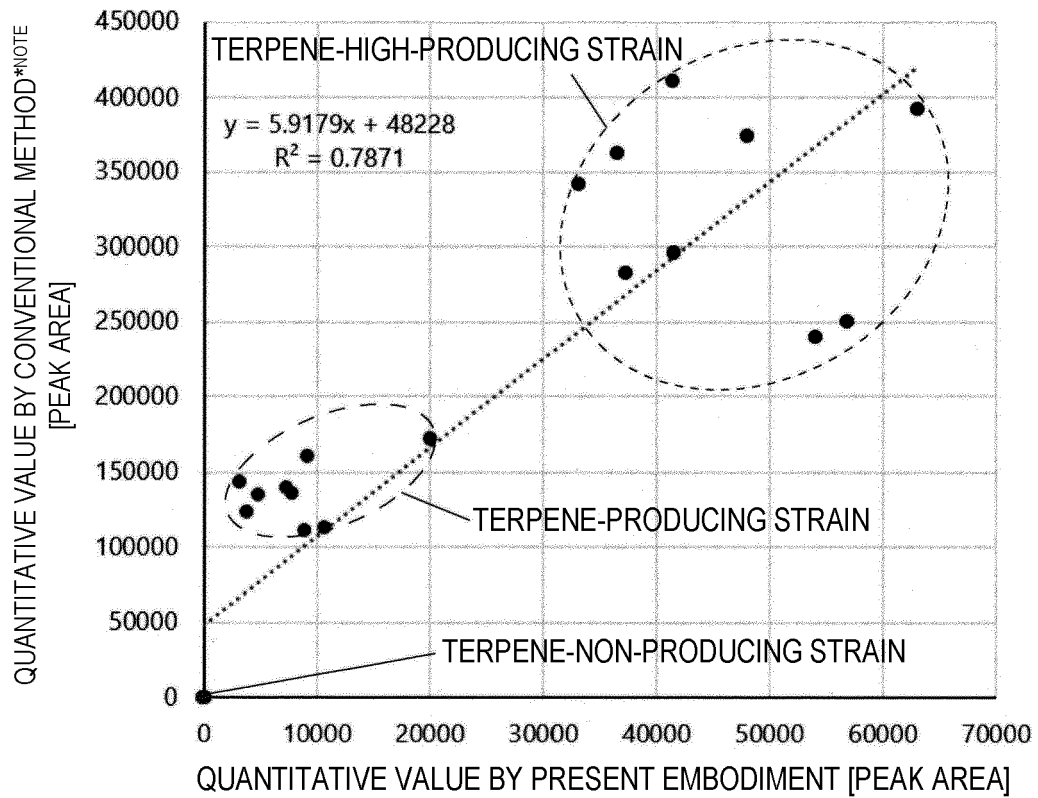 QUANTITATIVE VALUE BY CONVENTIONAL METHOD*NOTE
[PEAK AREA]
450000
400000
350000
300000
250000
200000
150000
100000
50000
0
TERPENE-HIGH-PRODUCING STRAIN
y = 5.9179x + 48228
R² = 0.7871
TERPENE-PRODUCING STRAIN
TERPENE-NON-PRODUCING STRAIN
0 10000 20000 30000 40000 50000 60000 70000
QUANTITATIVE VALUE BY PRESENT EMBODIMENT [PEAK AREA]